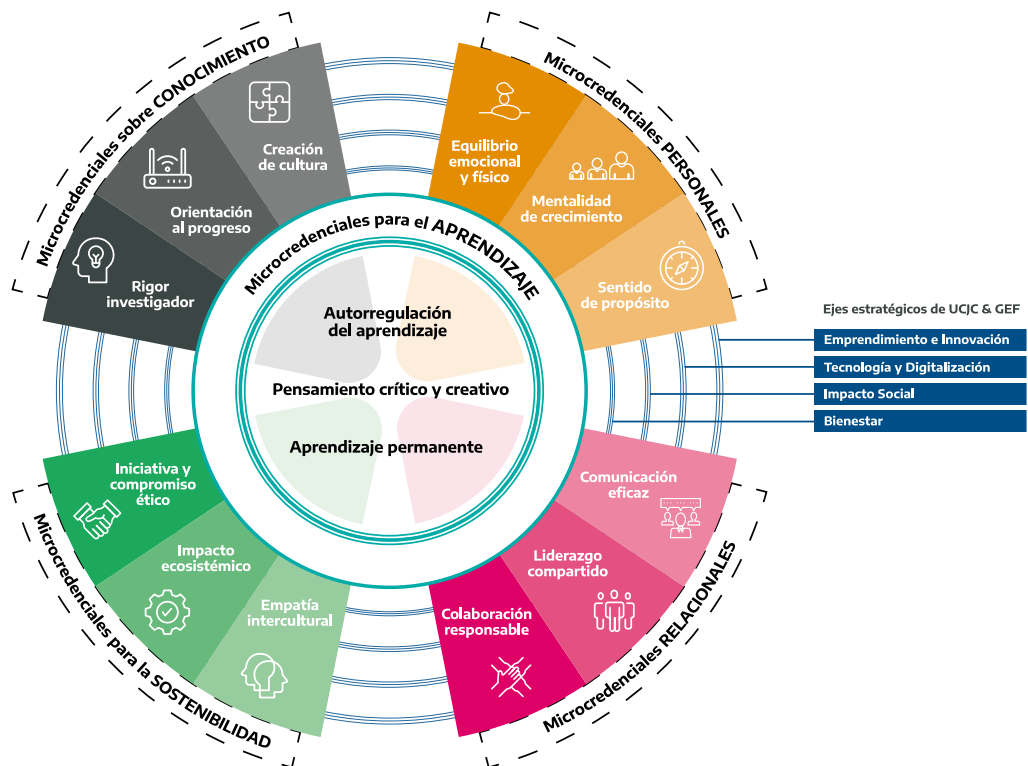 Microcredenciales sobre CONOCIMIENTO
Creación
de cultura
Orientación
al progreso
Rigor
investigador
Microcredenciales PERSONALES
Equilibrio
emocional
y físico
Mentalidad
de crecimiento
Sentido
de propósito
Microcredenciales para el APRENDIZAJE
Autorregulación
del aprendizaje
Pensamiento crítico y creativo
Aprendizaje permanente
Ejes estratégicos de UCJC & GEF
Emprendimiento e Innovación
Tecnología y Digitalización
Impacto Social
Bienestar
Iniciativa y
compromiso
ético
Impacto
ecosistémico
Empatía
intercultural
Microcredenciales para la SOSTENIBILIDAD
Comunicación
eficaz
Liderazgo
compartido
Colaboración
responsable
Microcredenciales RELACIONALES